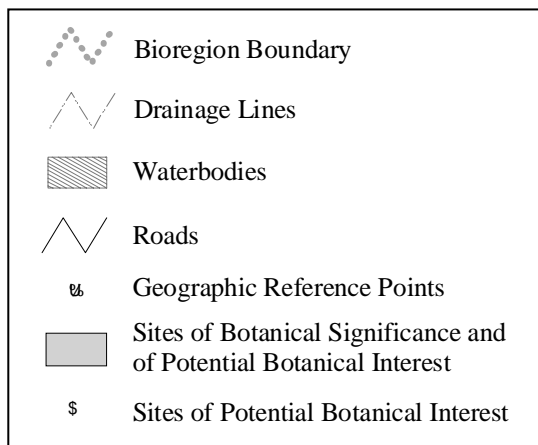 Bioregion Boundary
Drainage Lines
Waterbodies
Roads
Geographic Reference Points
Sites of Botanical Significance and
of Potential Botanical Interest
$ Sites of Potential Botanical Interest